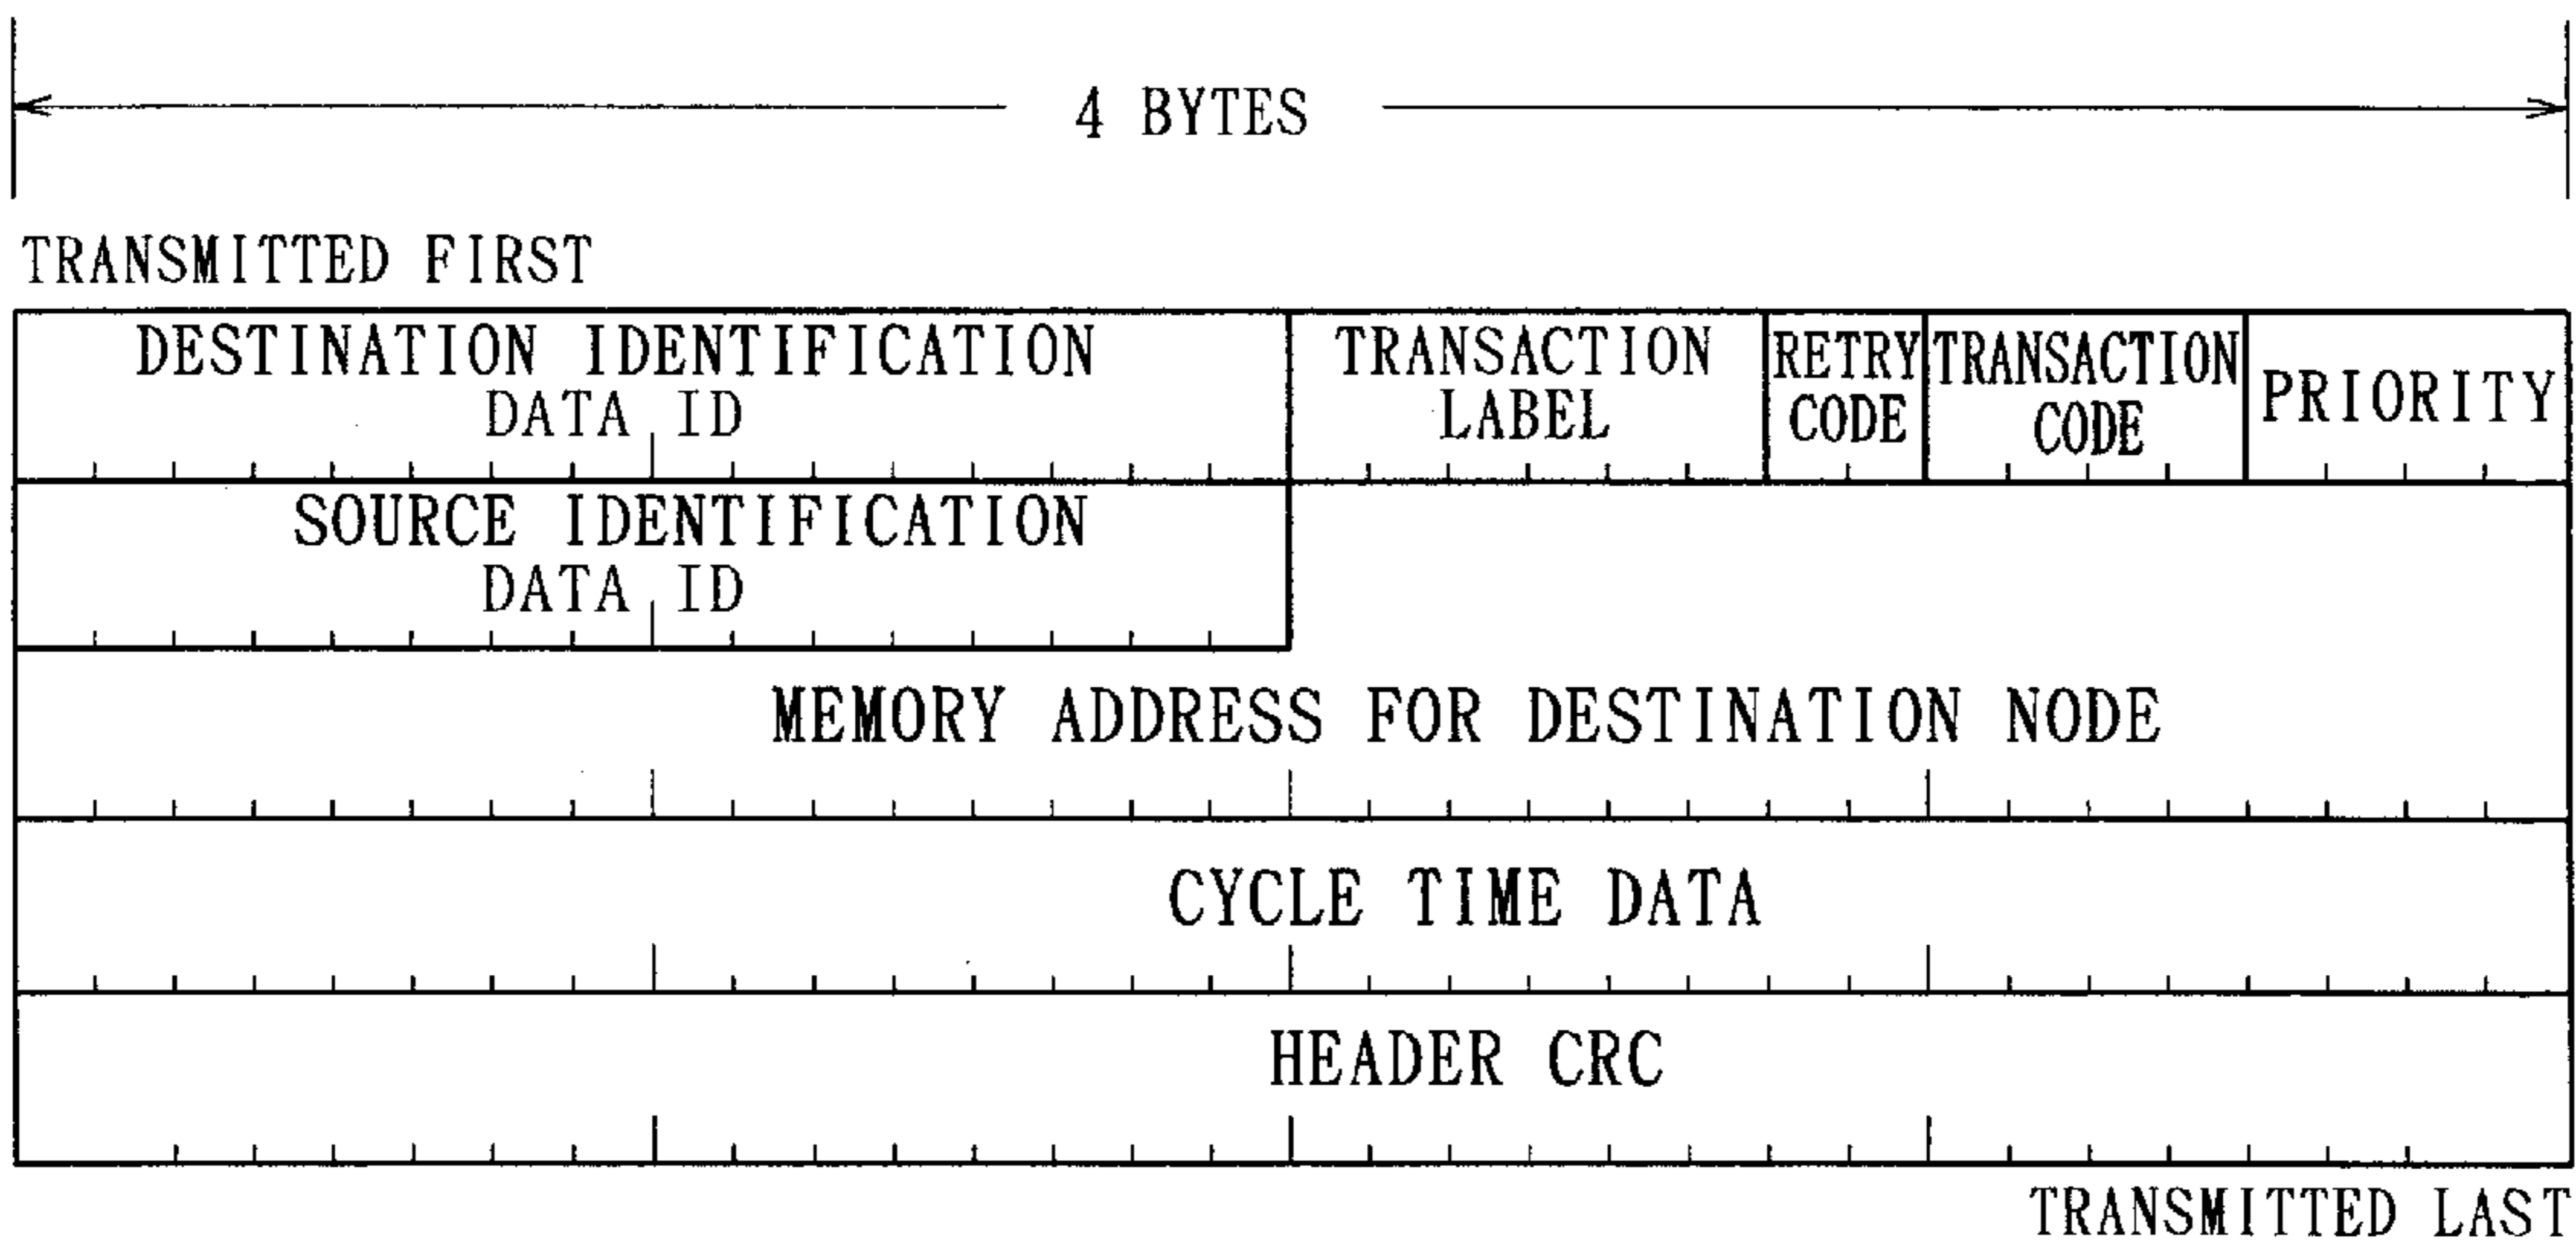 4 BYTES
TRANSMITTED FIRST
DESTINATION IDENTIFICATION
DATA ID
TRANSACTION
LABEL
RETRY
CODE
TRANSACTION
CODE
PRIORITY
SOURCE IDENTIFICATION
DATA ID
MEMORY ADDRESS FOR DESTINATION NODE
CYCLE TIME DATA
HEADER CRC
TRANSMITTED LAST